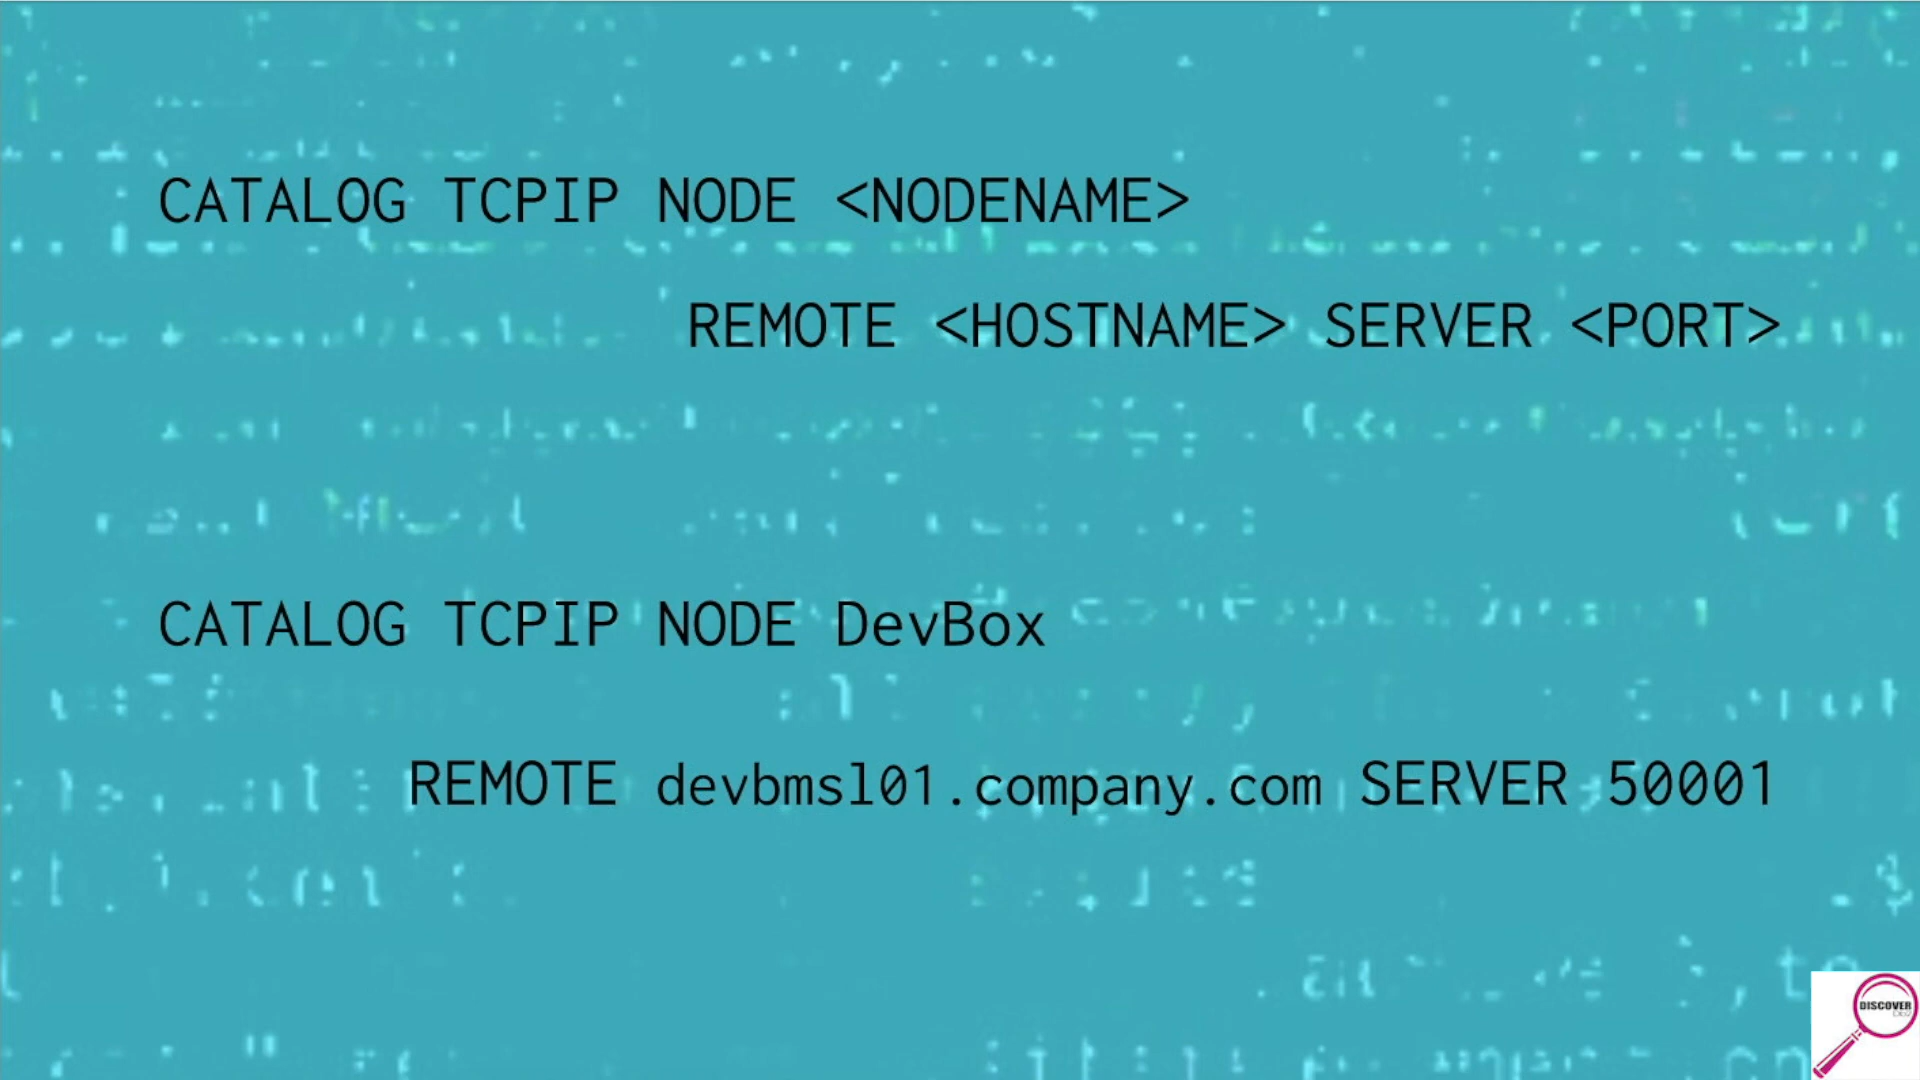 CATALOG TCPIP NODE <NODENAME>
REMOTE <HOSTNAME> SERVER <PORT>
CATALOG TCPIP NODE DevBox
REMOTE devbmsl01.company.com SERVER 50001
DISCOVER